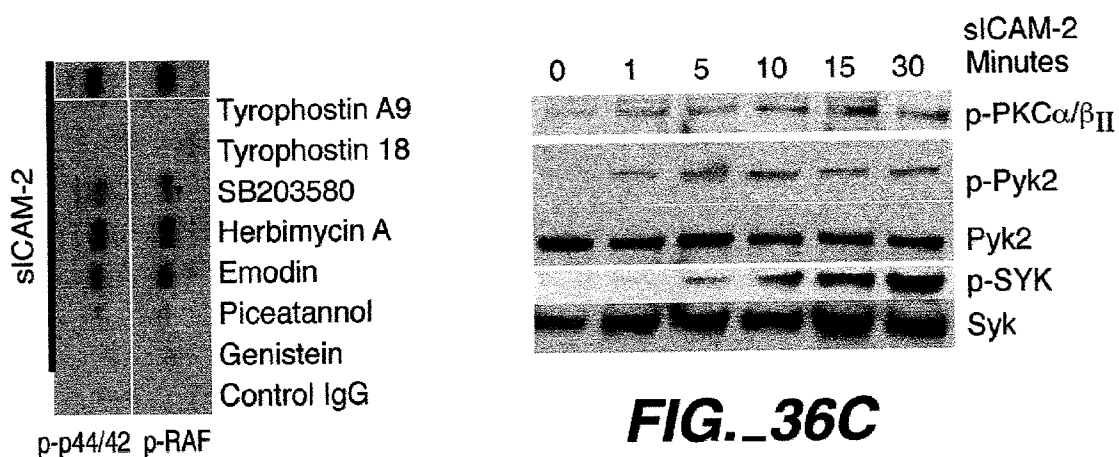 sICAM-2
Tyrophostin A9
Tyrophostin 18
SB203580
Herbimycin A
Emodin
Piceatannol
Genistein
Control IgG
p-p44/42 p-RAF
sICAM-2
0 1 5 10 15 30 Minutes
p-PKCα/βII
p-Pyk2
Pyk2
p-SYK
Syk
FIG._36C